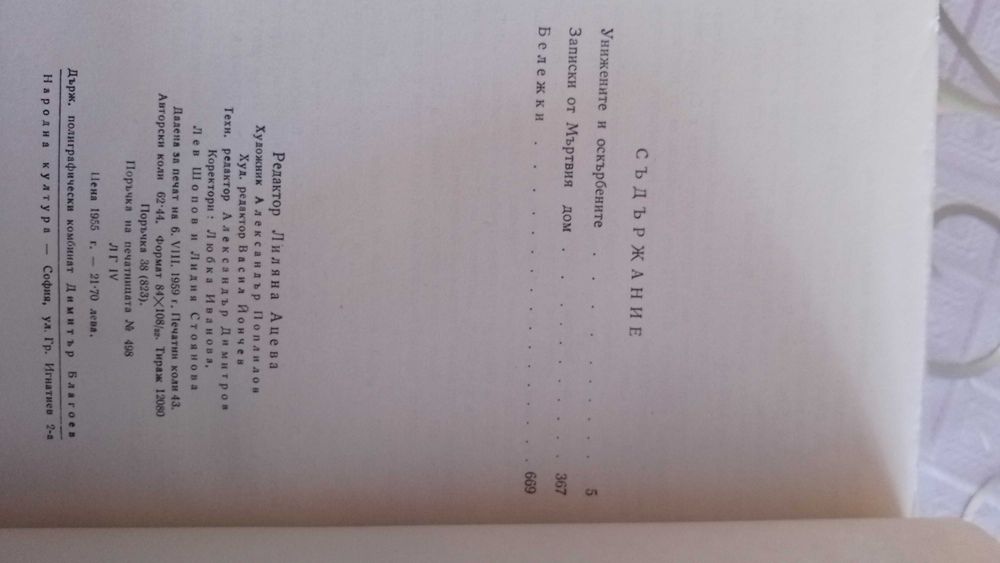 СЪДЪРЖАНИЕ
Унижените и оскърбените . . . . . . . . 5
Записки от Мъртвия дом . . . . . . . . 367
Бележки . . . . . . . . . . . . . . . 669
Редактор Лиляна Ацева
Художник Александър Поплилов
Худ. редактор Васил Йончев
Техн. редактор Александър Димитров
Коректори: Любка Иванова,
Лев Шопов и Лидия Стоянова
Дадена за печат на 6. VIII. 1959 г. Печатни коли 43.
Авторски коли 62·44. Формат 84×108/32. Тираж 12080
Поръчка 38 (823).
Поръчка на печатницата № 498
ЛГ IV
Цена 1955 г. — 21·70 лева.
Държ. полиграфически комбинат Димитър Благоев
Народна култура — София, ул. Гр. Игнатиев 2-а